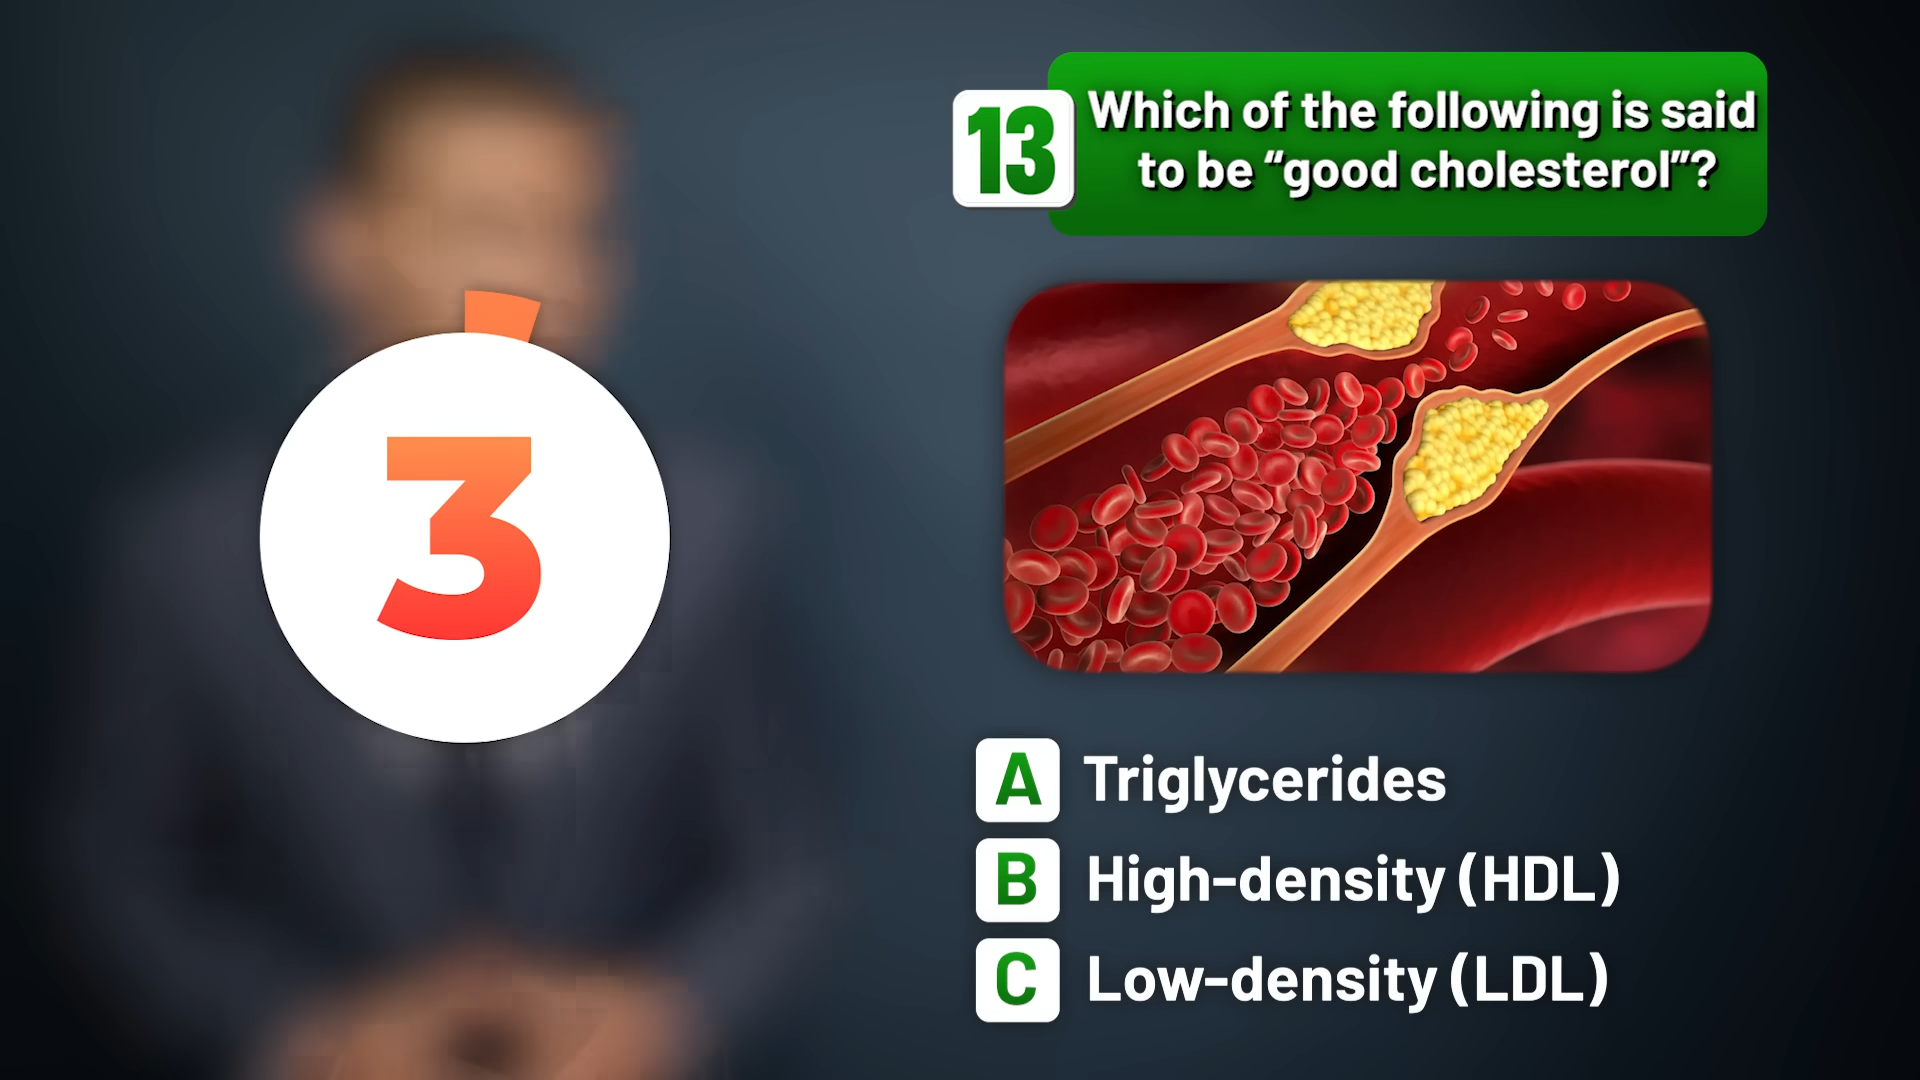 13
Which of the following is said
to be “good cholesterol”?
3
A Triglycerides
B High-density (HDL)
C Low-density (LDL)